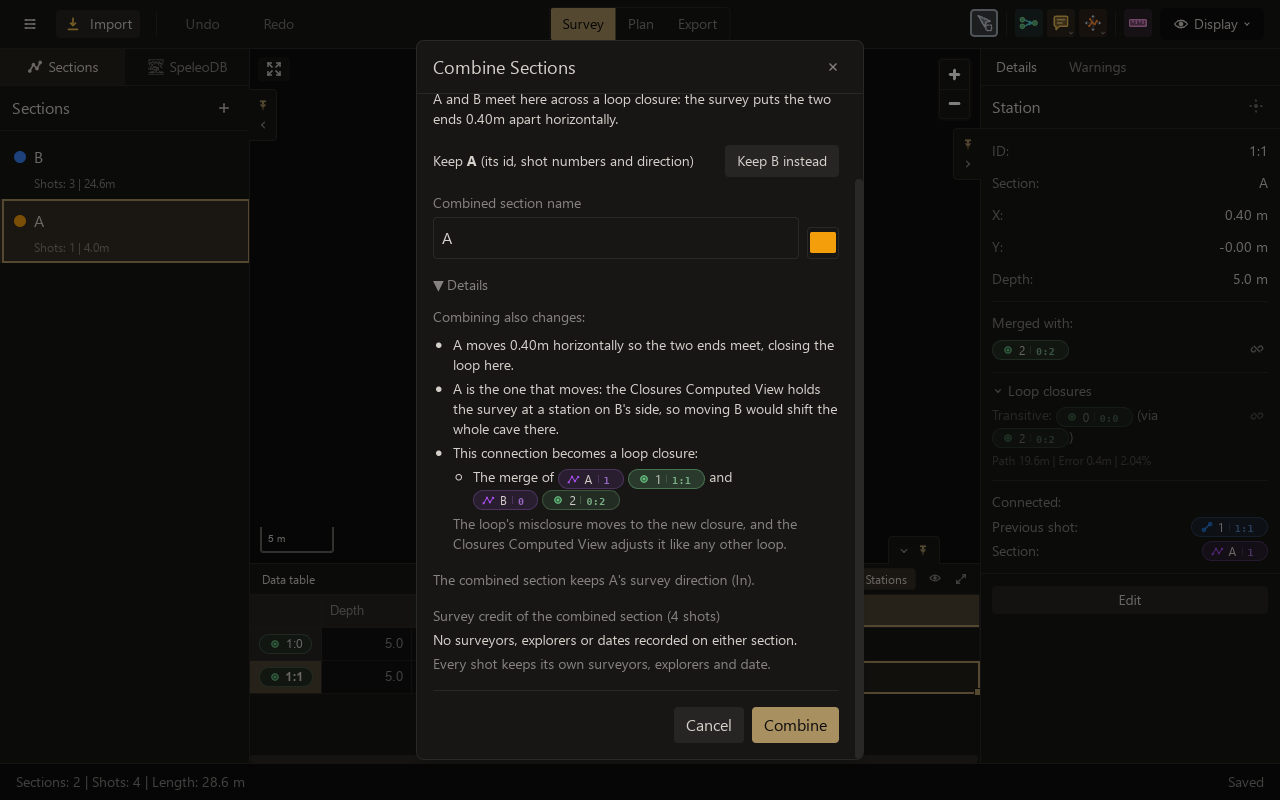 Import
Undo
Redo
Survey
Plan
Export
Display
Sections
SpeleoDB
Sections
B
Shots: 3 | 24.6m
A
Shots: 1 | 4.0m
5 m
Combine Sections
A and B meet here across a loop closure: the survey puts the two
ends 0.40m apart horizontally.
Keep A (its id, shot numbers and direction)
Keep B instead
Combined section name
A
▼ Details
Combining also changes:
• A moves 0.40m horizontally so the two ends meet, closing the
loop here.
• A is the one that moves: the Closures Computed View holds
the survey at a station on B's side, so moving B would shift the
whole cave there.
• This connection becomes a loop closure:
The merge of A | 1 1 | 1:1 and
B | 0 2 | 0:2
The loop's misclosure moves to the new closure, and the
Closures Computed View adjusts it like any other loop.
The combined section keeps A's survey direction (In).
Survey credit of the combined section (4 shots)
No surveyors, explorers or dates recorded on either section.
Every shot keeps its own surveyors, explorers and date.
Cancel
Combine
Data table
Stations
Depth
1:0 5.0
1:1 5.0
Details
Warnings
Station
ID: 1:1
Section: A
X: 0.40 m
Y: -0.00 m
Depth: 5.0 m
Merged with:
2 | 0:2
Loop closures
Transitive: 0 | 0:0 (via
2 | 0:2)
Path 19.6m | Error 0.4m | 2.04%
Connected:
Previous shot: 1 | 1:1
Section: A | 1
Edit
Sections: 2 | Shots: 4 | Length: 28.6 m
Saved